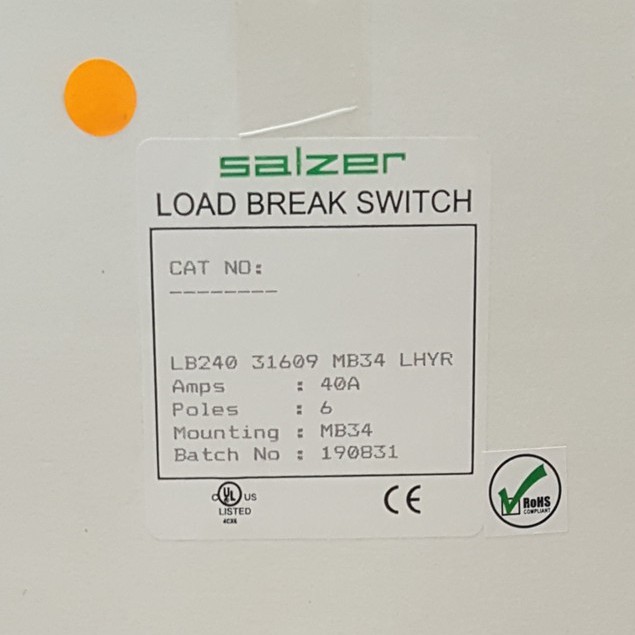 salzer
LOAD BREAK SWITCH
CAT NO:
--------
LB240 31609 MB34 LHYR
Amps : 40A
Poles : 6
Mounting : MB34
Batch No : 190831
c UL US
LISTED
CE
RoHS
COMPLIANT